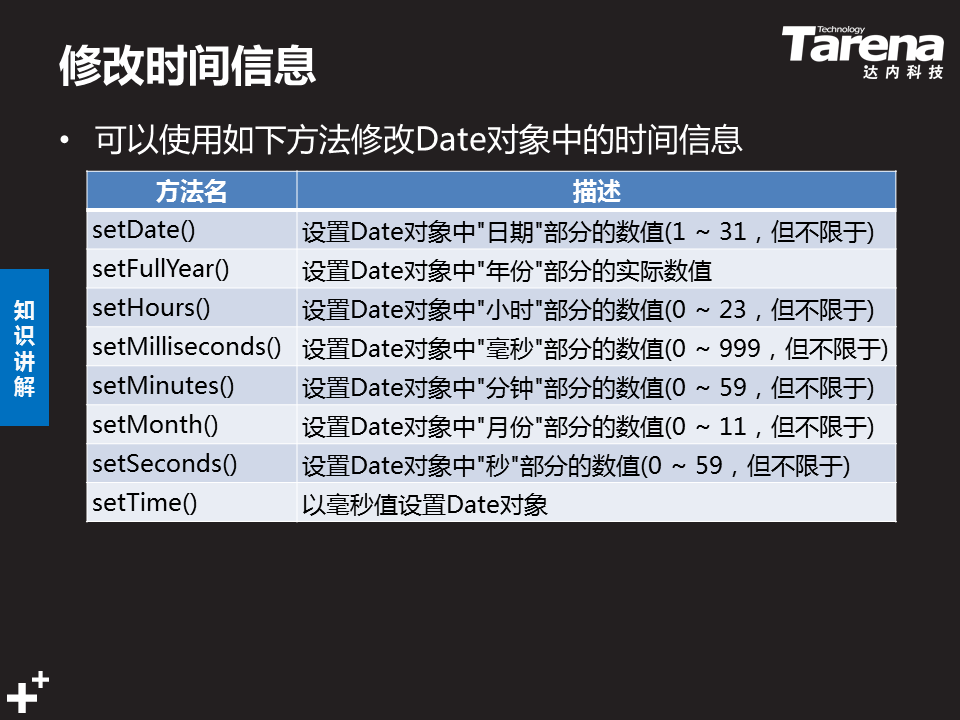 修改时间信息
Technology
Tarena
达内科技
• 可以使用如下方法修改Date对象中的时间信息
方法名 描述
setDate() 设置Date对象中"日期"部分的数值(1 ~ 31，但不限于)
setFullYear() 设置Date对象中"年份"部分的实际数值
setHours() 设置Date对象中"小时"部分的数值(0 ~ 23，但不限于)
setMilliseconds() 设置Date对象中"毫秒"部分的数值(0 ~ 999，但不限于)
setMinutes() 设置Date对象中"分钟"部分的数值(0 ~ 59，但不限于)
setMonth() 设置Date对象中"月份"部分的数值(0 ~ 11，但不限于)
setSeconds() 设置Date对象中"秒"部分的数值(0 ~ 59，但不限于)
setTime() 以毫秒值设置Date对象
知
识
讲
解